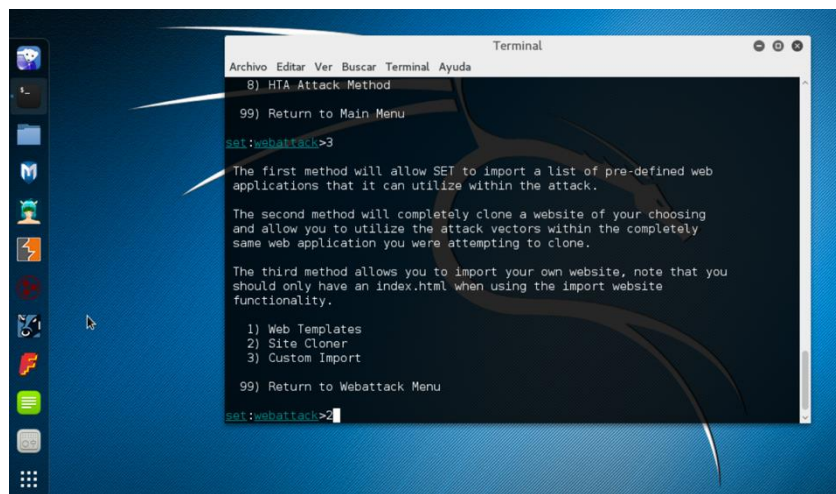 Terminal
Archivo Editar Ver Buscar Terminal Ayuda
8) HTA Attack Method
99) Return to Main Menu
set:webattack>3
The first method will allow SET to import a list of pre-defined web
applications that it can utilize within the attack.
The second method will completely clone a website of your choosing
and allow you to utilize the attack vectors within the completely
same web application you were attempting to clone.
The third method allows you to import your own website, note that you
should only have an index.html when using the import website
functionality.
1) Web Templates
2) Site Cloner
3) Custom Import
99) Return to Webattack Menu
set:webattack>2